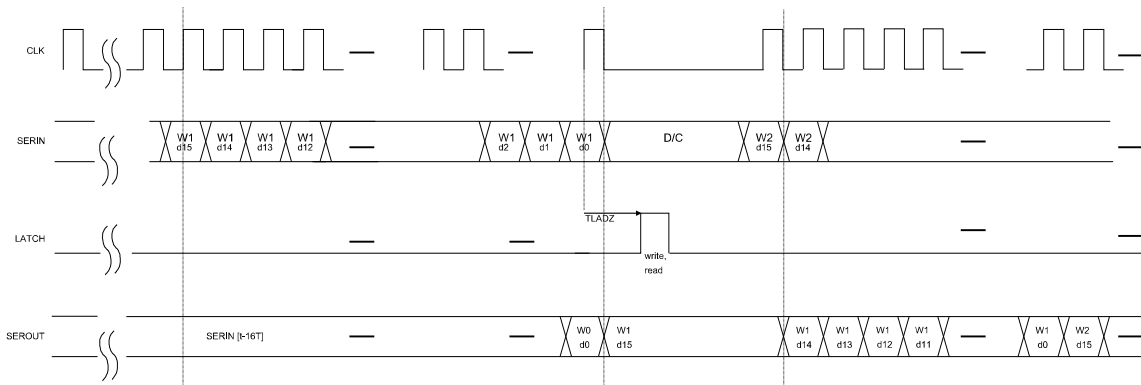 CLK
SERIN
W1 W1 W1 W1 W1 W1 W1 D/C W2 W2
d15 d14 d13 d12 d2 d1 d0 d15 d14
TLADZ
LATCH
write,
read
SEROUT
SERIN [t-16T]
W0 W1 W1 W1 W1 W1 W1 W2
d0 d15 d14 d13 d12 d11 d0 d15